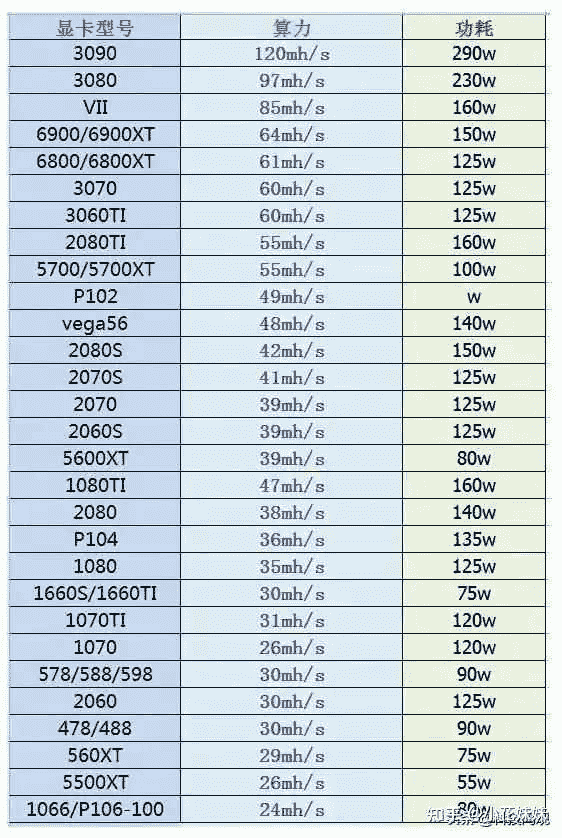 显卡型号 算力 功耗
3090 120mh/s 290w
3080 97mh/s 230w
VII 85mh/s 160w
6900/6900XT 64mh/s 150w
6800/6800XT 61mh/s 125w
3070 60mh/s 125w
3060TI 60mh/s 125w
2080TI 55mh/s 160w
5700/5700XT 55mh/s 100w
P102 49mh/s w
vega56 48mh/s 140w
2080S 42mh/s 150w
2070S 41mh/s 125w
2070 39mh/s 125w
2060S 39mh/s 125w
5600XT 39mh/s 80w
1080TI 47mh/s 160w
2080 38mh/s 140w
P104 36mh/s 135w
1080 35mh/s 125w
1660S/1660TI 30mh/s 75w
1070TI 31mh/s 120w
1070 26mh/s 120w
578/588/598 30mh/s 90w
2060 30mh/s 125w
478/488 30mh/s 90w
560XT 29mh/s 75w
5500XT 26mh/s 55w
1066/P106-100 24mh/s 80w
知乎